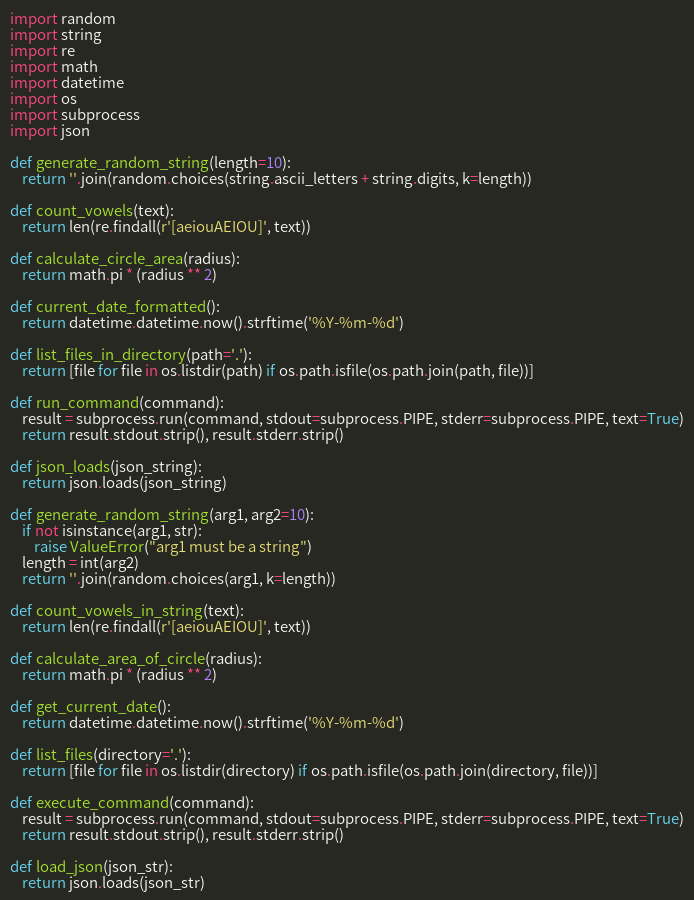 import random
import string
import re
import math
import datetime
import os
import subprocess
import json

def generate_random_string(length=10):
    return ''.join(random.choices(string.ascii_letters + string.digits, k=length))

def count_vowels(text):
    return len(re.findall(r'[aeiouAEIOU]', text))

def calculate_circle_area(radius):
    return math.pi * (radius ** 2)

def current_date_formatted():
    return datetime.datetime.now().strftime('%Y-%m-%d')

def list_files_in_directory(path='.'):
    return [file for file in os.listdir(path) if os.path.isfile(os.path.join(path, file))]

def run_command(command):
    result = subprocess.run(command, stdout=subprocess.PIPE, stderr=subprocess.PIPE, text=True)
    return result.stdout.strip(), result.stderr.strip()

def json_loads(json_string):
    return json.loads(json_string)

def generate_random_string(arg1, arg2=10):
    if not isinstance(arg1, str):
        raise ValueError("arg1 must be a string")
    length = int(arg2)
    return ''.join(random.choices(arg1, k=length))

def count_vowels_in_string(text):
    return len(re.findall(r'[aeiouAEIOU]', text))

def calculate_area_of_circle(radius):
    return math.pi * (radius ** 2)

def get_current_date():
    return datetime.datetime.now().strftime('%Y-%m-%d')

def list_files(directory='.'):
    return [file for file in os.listdir(directory) if os.path.isfile(os.path.join(directory, file))]

def execute_command(command):
    result = subprocess.run(command, stdout=subprocess.PIPE, stderr=subprocess.PIPE, text=True)
    return result.stdout.strip(), result.stderr.strip()

def load_json(json_str):
    return json.loads(json_str)